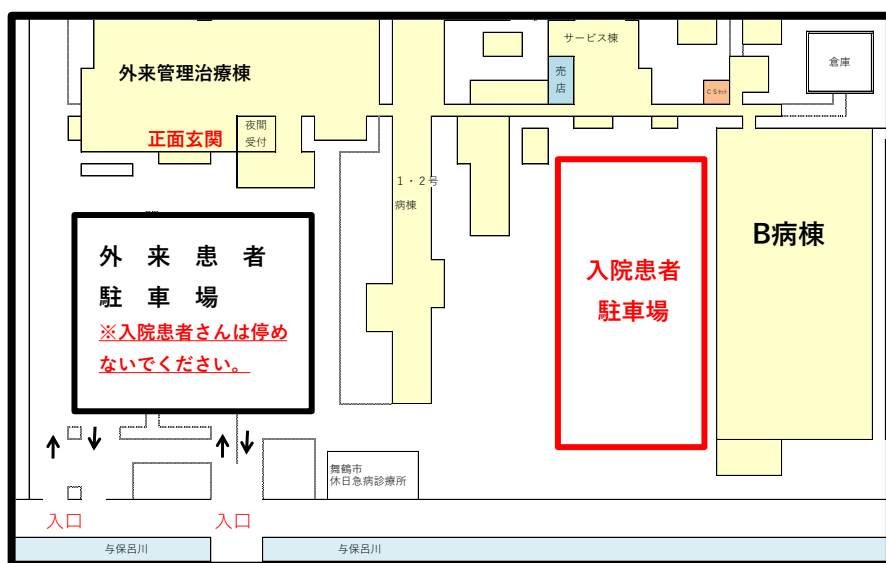 サービス棟
外来管理治療棟
売
店
CSｾｯﾄ
倉庫
正面玄関
夜間
受付
1・2号
病棟
B病棟
外来患者
駐車場
※入院患者さんは停め
ないでください。
入院患者
駐車場
舞鶴市
休日急病診療所
入口
入口
与保呂川
与保呂川